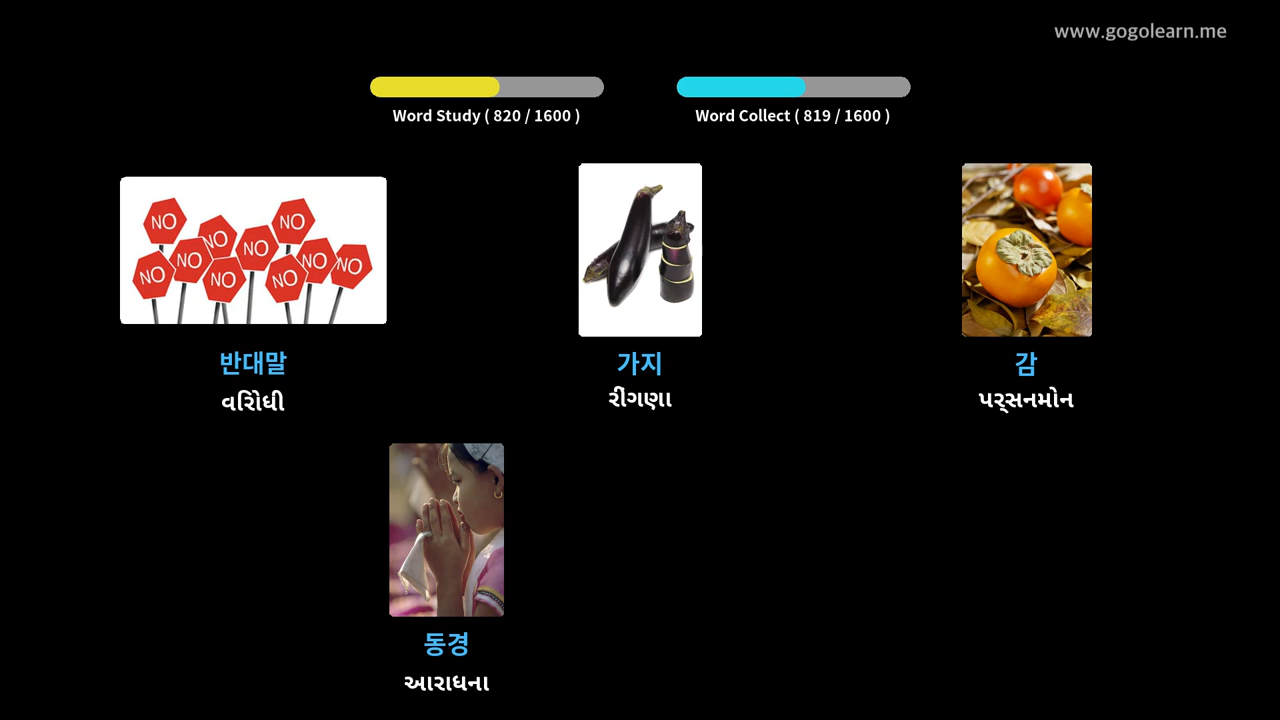 www.gogolearn.me
Word Study ( 820 / 1600 )
Word Collect ( 819 / 1600 )
NO NO NO NO NO NO NO NO NO NO
반대말
가지
감
વિરોધી
રીંગણા
પર્સનમોન
동경
આરાધના